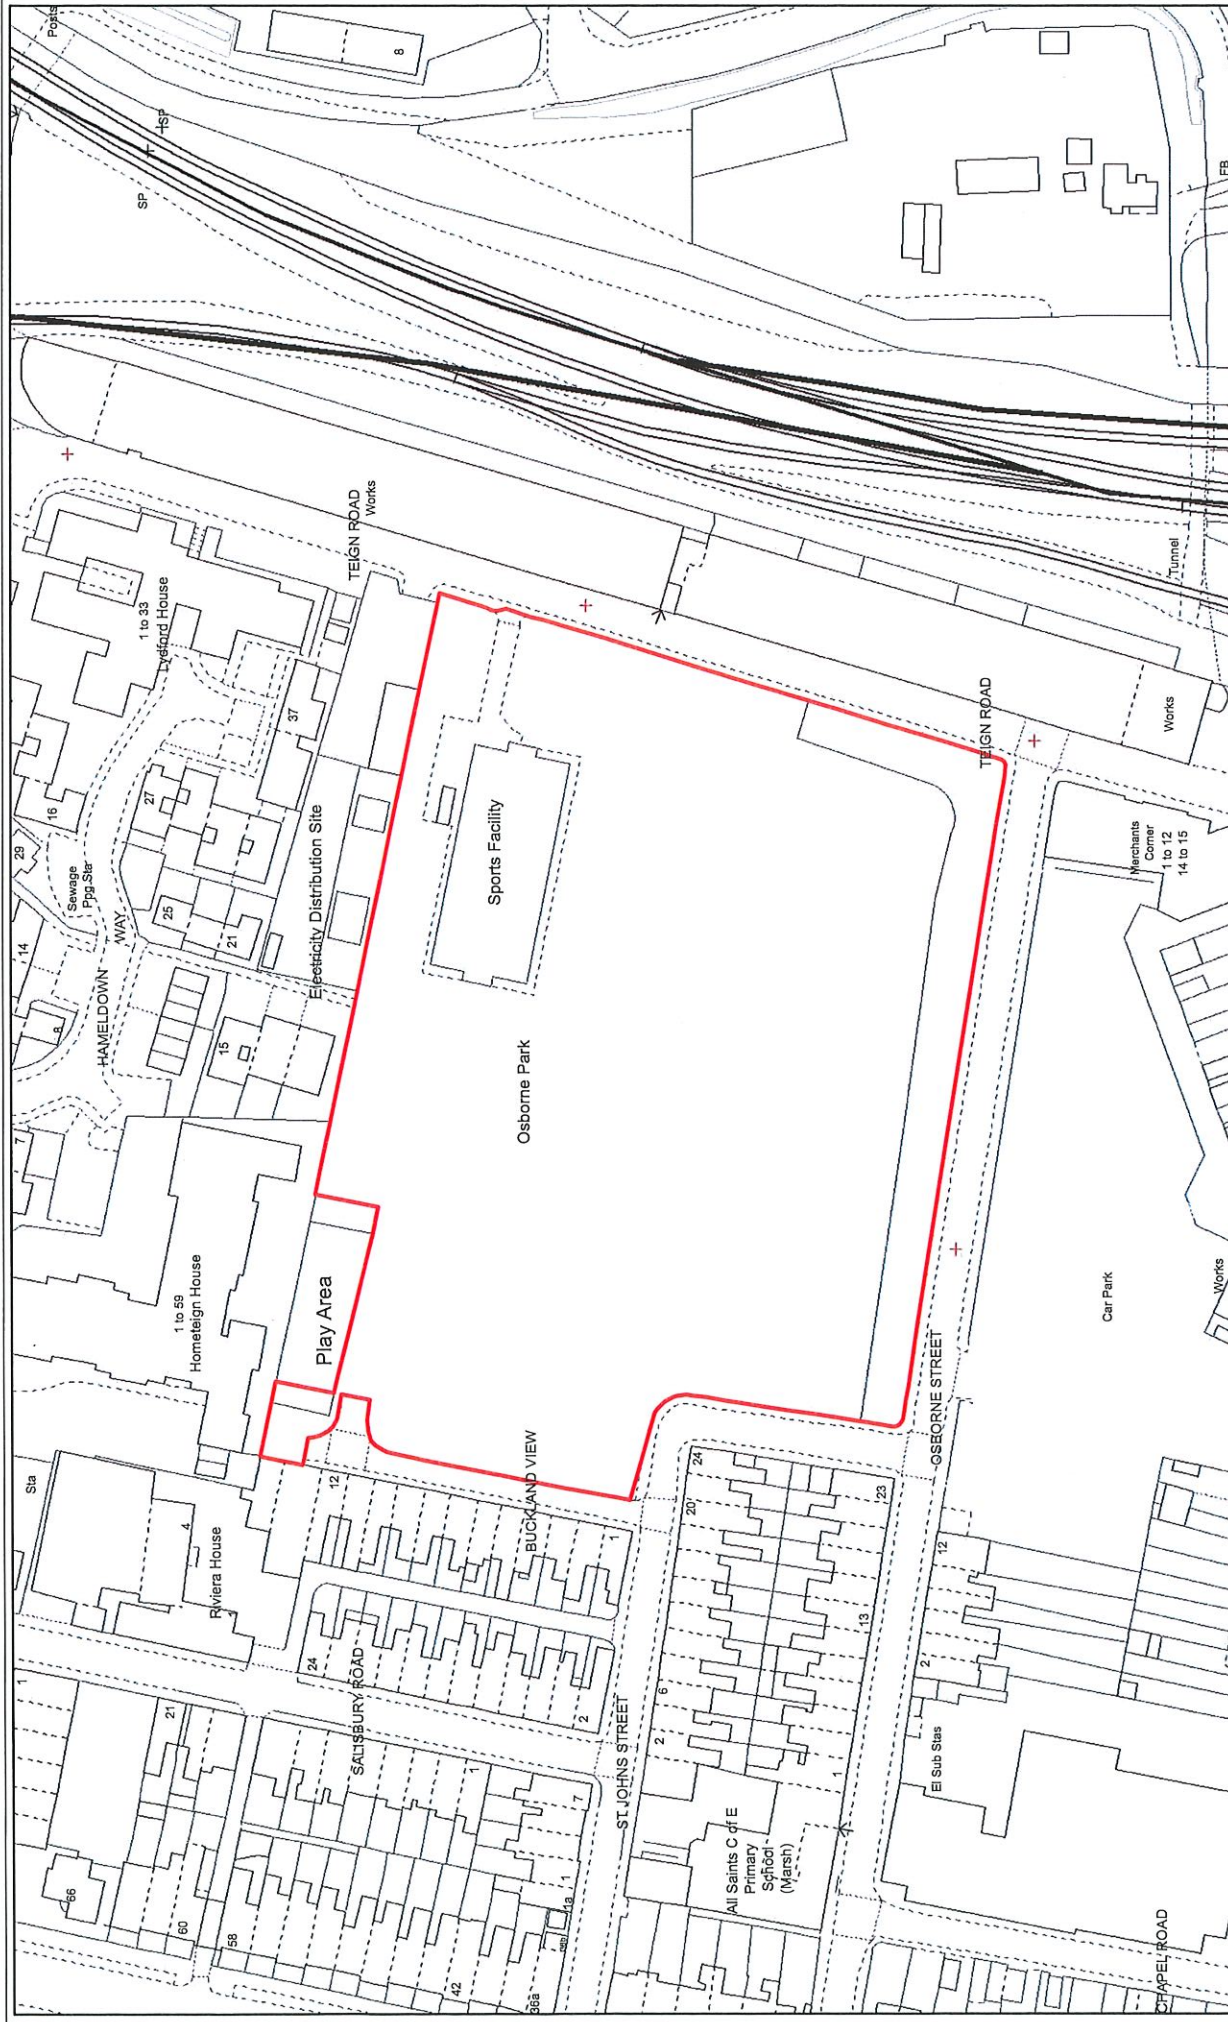 Posts
8
SP
SP
FB
TEIGN ROAD
Works
Tunnel
1 to 33
Lydford House
37
16
27
29
Sewage
Ppg Sta
25
21
14
WAY
HAMELDOWN
8
15
7
Electricity Distribution Site
Sports Facility
Osborne Park
TEIGN ROAD
Works
Merchants
Corner
1 to 12
14 to 15
1 to 59
Hometeign House
Play Area
Car Park
Works
OSBORNE STREET
Sta
4
Riviera House
12
BUCKLAND VIEW
1
24
20
23
12
24
SALISBURY ROAD
2
ST JOHNS STREET
6
2
13
2
1
El Sub Stas
All Saints C of E
Primary
School
(Marsh)
1
21
1
7
66
60
58
42
36a
1
1a
CHAPEL ROAD